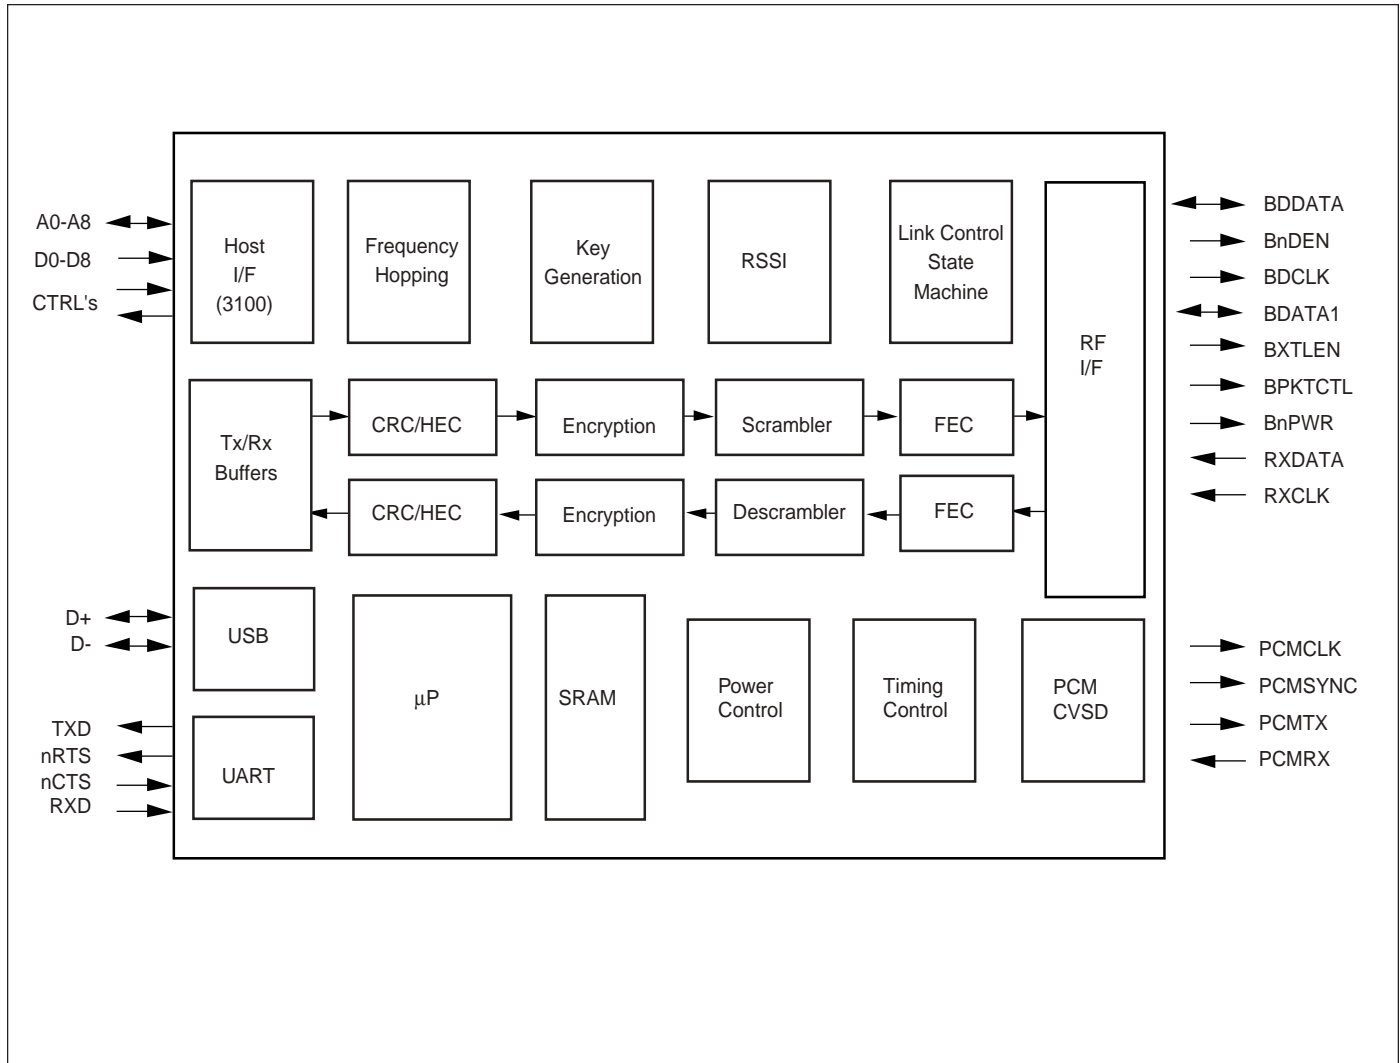 A0-A8
D0-D8
CTRL's
Host
I/F
(3100)
Frequency
Hopping
Key
Generation
RSSI
Link Control
State
Machine
RF
I/F
BDDATA
BnDEN
BDCLK
BDATA1
BXTLEN
BPKTCTL
BnPWR
RXDATA
RXCLK
Tx/Rx
Buffers
CRC/HEC
Encryption
Scrambler
FEC
CRC/HEC
Encryption
Descrambler
FEC
D+
D-
USB
TXD
nRTS
nCTS
RXD
UART
µP
SRAM
Power
Control
Timing
Control
PCM
CVSD
PCMCLK
PCMSYNC
PCMTX
PCMRX